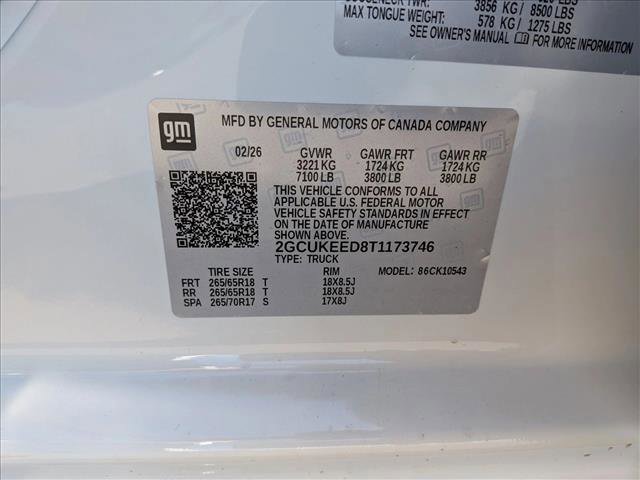 3856 KG / 8500 LBS
MAX TONGUE WEIGHT: 578 KG / 1275 LBS
SEE OWNER'S MANUAL FOR MORE INFORMATION
gm
MFD BY GENERAL MOTORS OF CANADA COMPANY
02/26 GVWR GAWR FRT GAWR RR
3221 KG 1724 KG 1724 KG
7100 LB 3800 LB 3800 LB
THIS VEHICLE CONFORMS TO ALL
APPLICABLE U.S. FEDERAL MOTOR
VEHICLE SAFETY STANDARDS IN EFFECT
ON THE DATE OF MANUFACTURE
SHOWN ABOVE.
2GCUKEED8T1173746
TYPE: TRUCK
TIRE SIZE RIM MODEL: 86CK10543
FRT 265/65R18 T 18X8.5J
RR 265/65R18 T 18X8.5J
SPA 265/70R17 S 17X8J